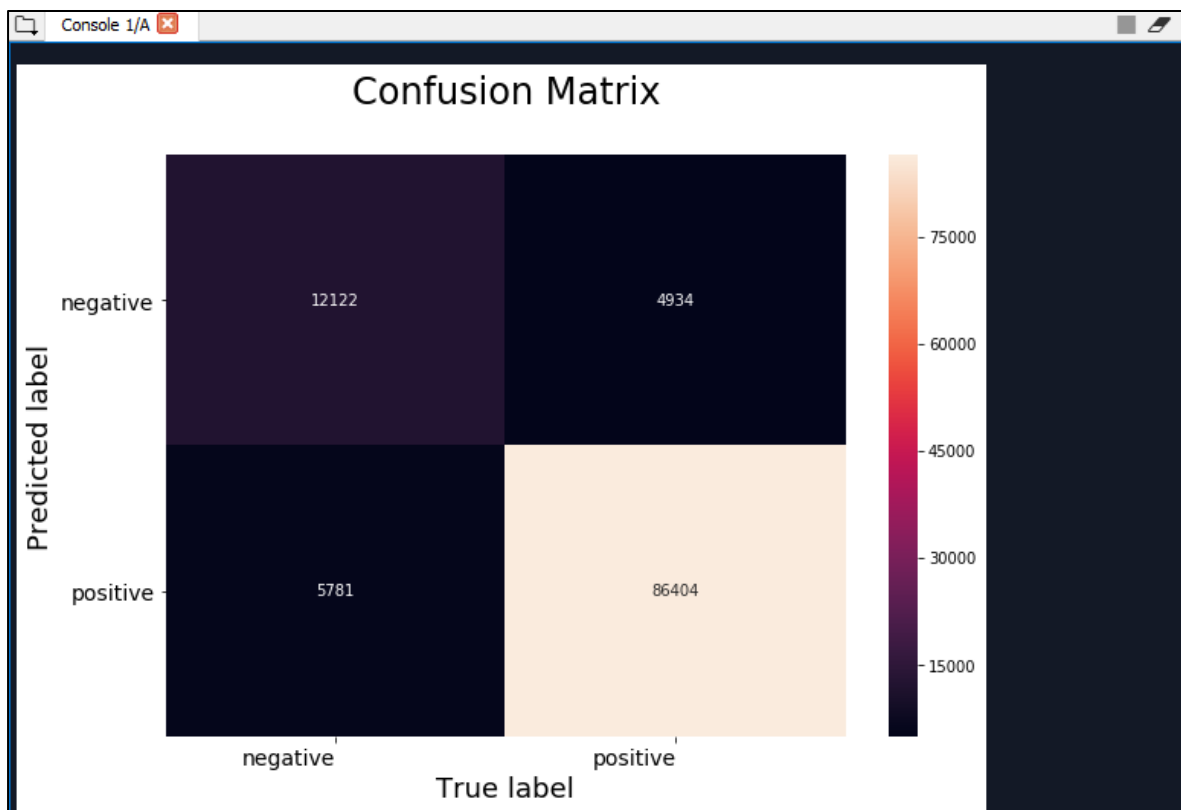 Console 1/A
Confusion Matrix
75000
negative 12122 4934
60000
45000
Predicted label
30000
positive 5781 86404
15000
negative positive
True label